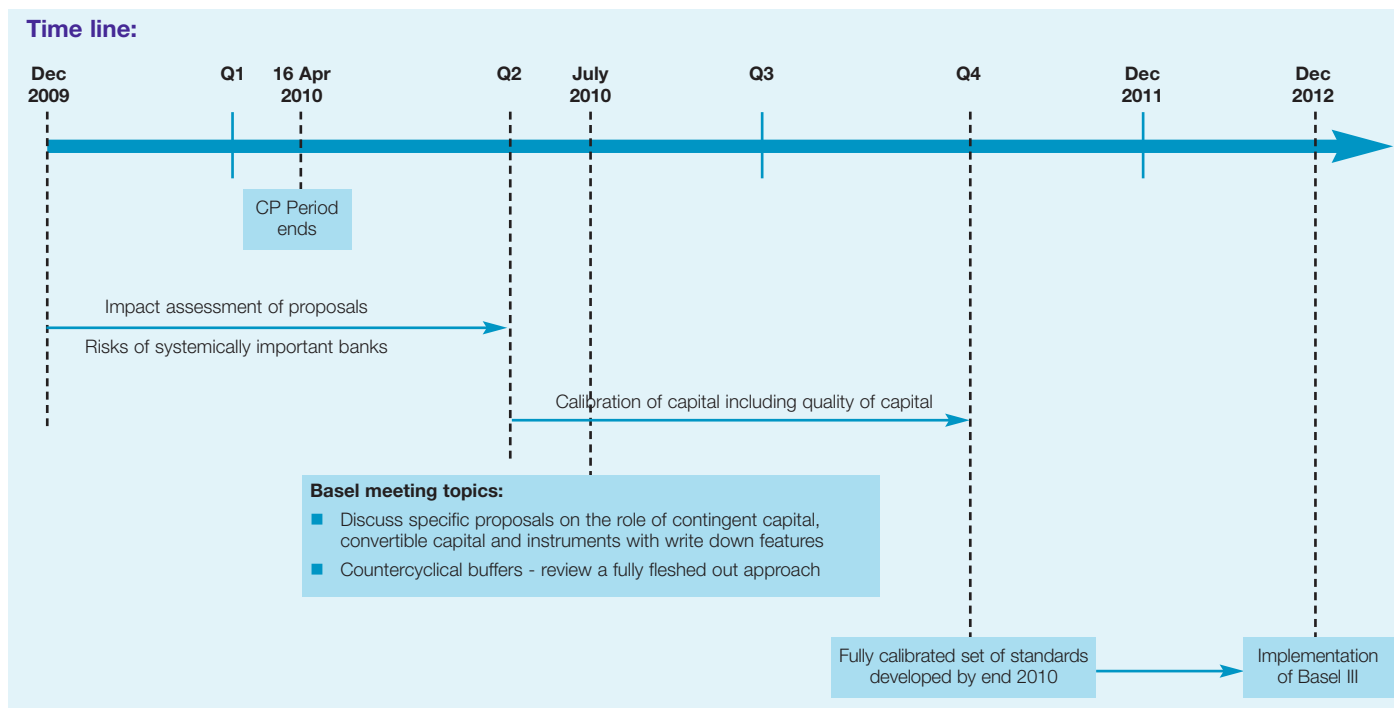 Time line:
Dec
2009
Q1
16 Apr
2010
Q2
July
2010
Q3
Q4
Dec
2011
Dec
2012
CP Period
ends
Impact assessment of proposals
Risks of systemically important banks
Calibration of capital including quality of capital
Basel meeting topics:
Discuss specific proposals on the role of contingent capital,
convertible capital and instruments with write down features
Countercyclical buffers - review a fully fleshed out approach
Fully calibrated set of standards
developed by end 2010
Implementation
of Basel III